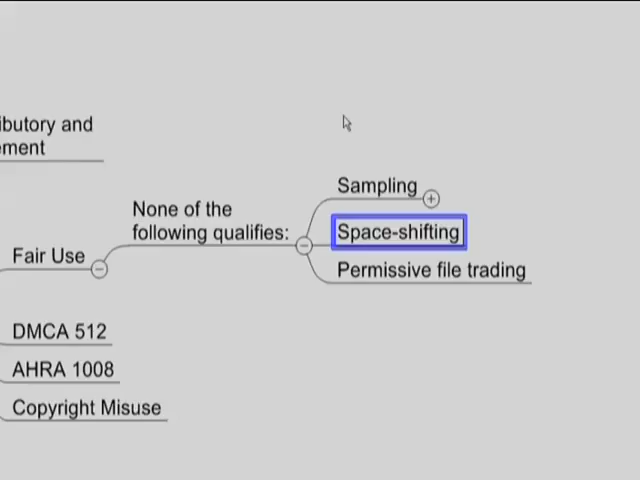 ibutory and
ement
None of the
following qualifies:
Sampling
Space-shifting
Permissive file trading
Fair Use
DMCA 512
AHRA 1008
Copyright Misuse